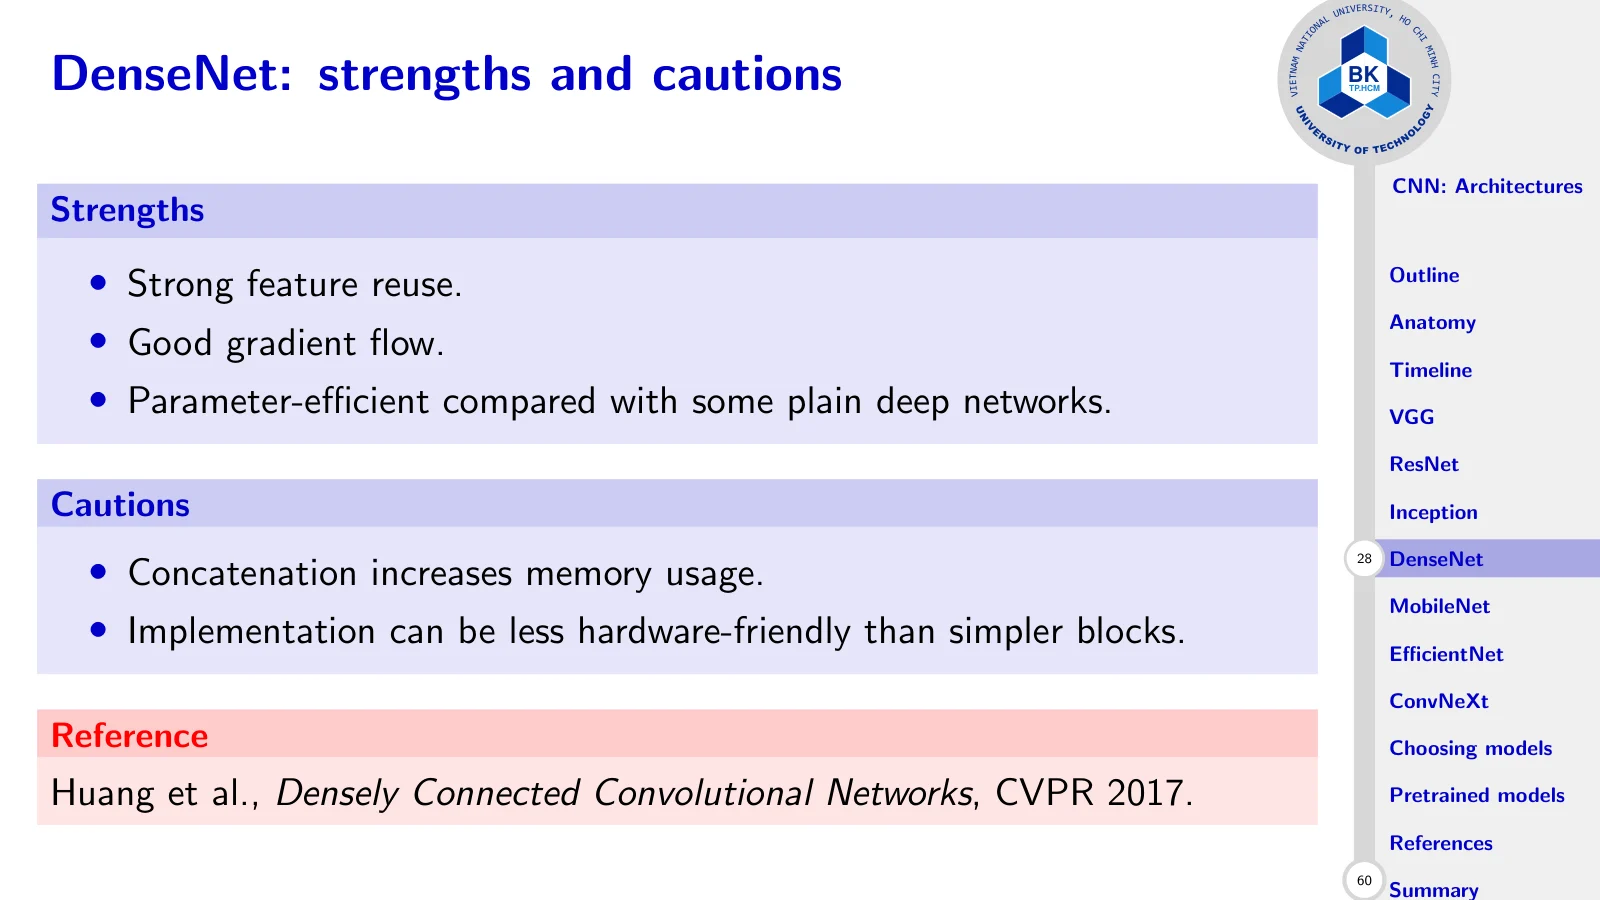 DenseNet: strengths and cautions
Strengths
• Strong feature reuse.
• Good gradient flow.
• Parameter-efficient compared with some plain deep networks.
Cautions
• Concatenation increases memory usage.
• Implementation can be less hardware-friendly than simpler blocks.
Reference
Huang et al., Densely Connected Convolutional Networks, CVPR 2017.
VIETNAM NATIONAL UNIVERSITY, HO CHI MINH CITY
BK
TP.HCM
UNIVERSITY OF TECHNOLOGY
CNN: Architectures
Outline
Anatomy
Timeline
VGG
ResNet
Inception
28 DenseNet
MobileNet
EfficientNet
ConvNeXt
Choosing models
Pretrained models
References
60 Summary